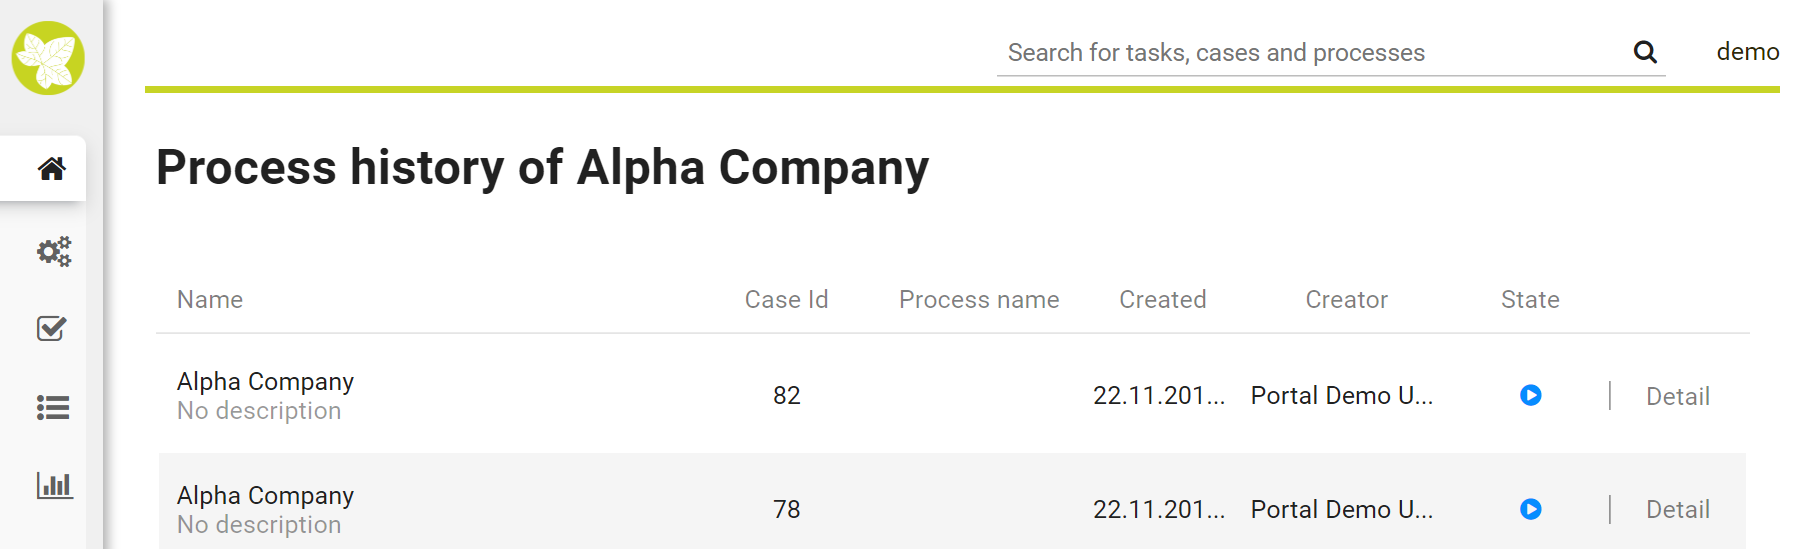 Search for tasks, cases and processes demo
Process history of Alpha Company
Name Case Id Process name Created Creator State
Alpha Company
No description
82 22.11.201... Portal Demo U... Detail
Alpha Company
No description
78 22.11.201... Portal Demo U... Detail